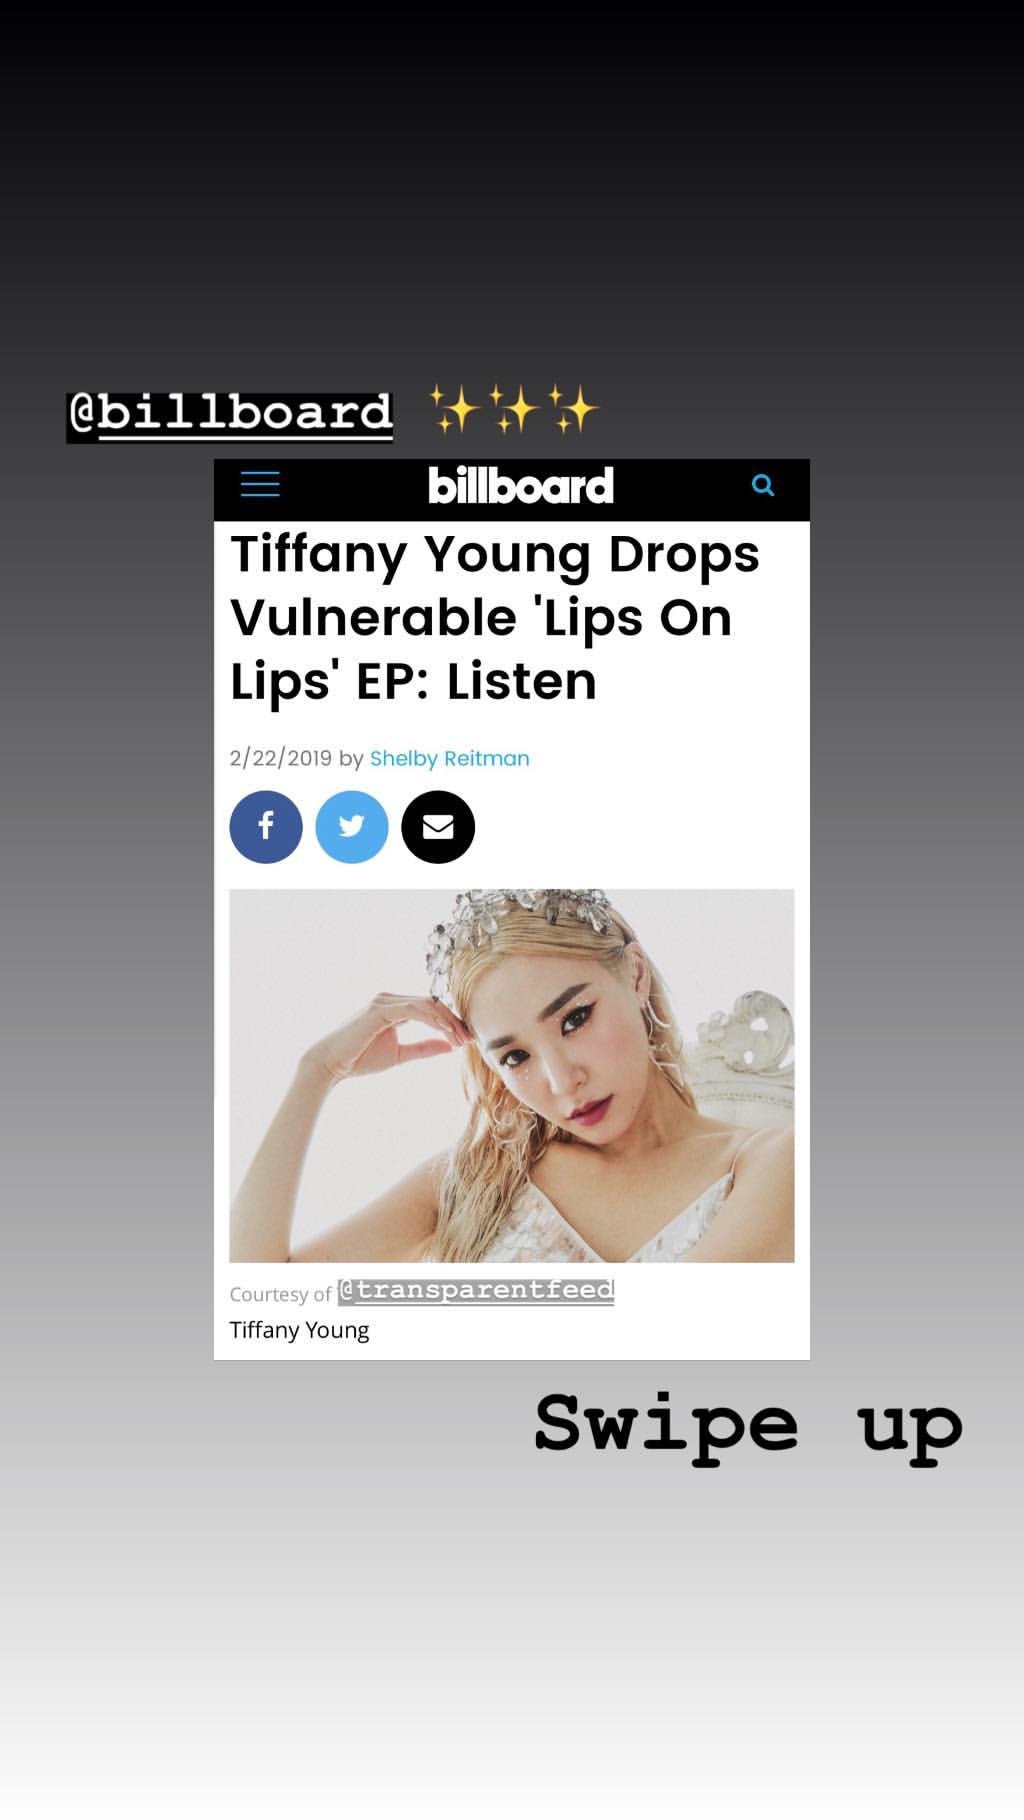 @billboard ✨✨✨
billboard
Tiffany Young Drops
Vulnerable 'Lips On
Lips' EP: Listen
2/22/2019 by Shelby Reitman
Courtesy of @transparentfeed
Tiffany Young
Swipe up